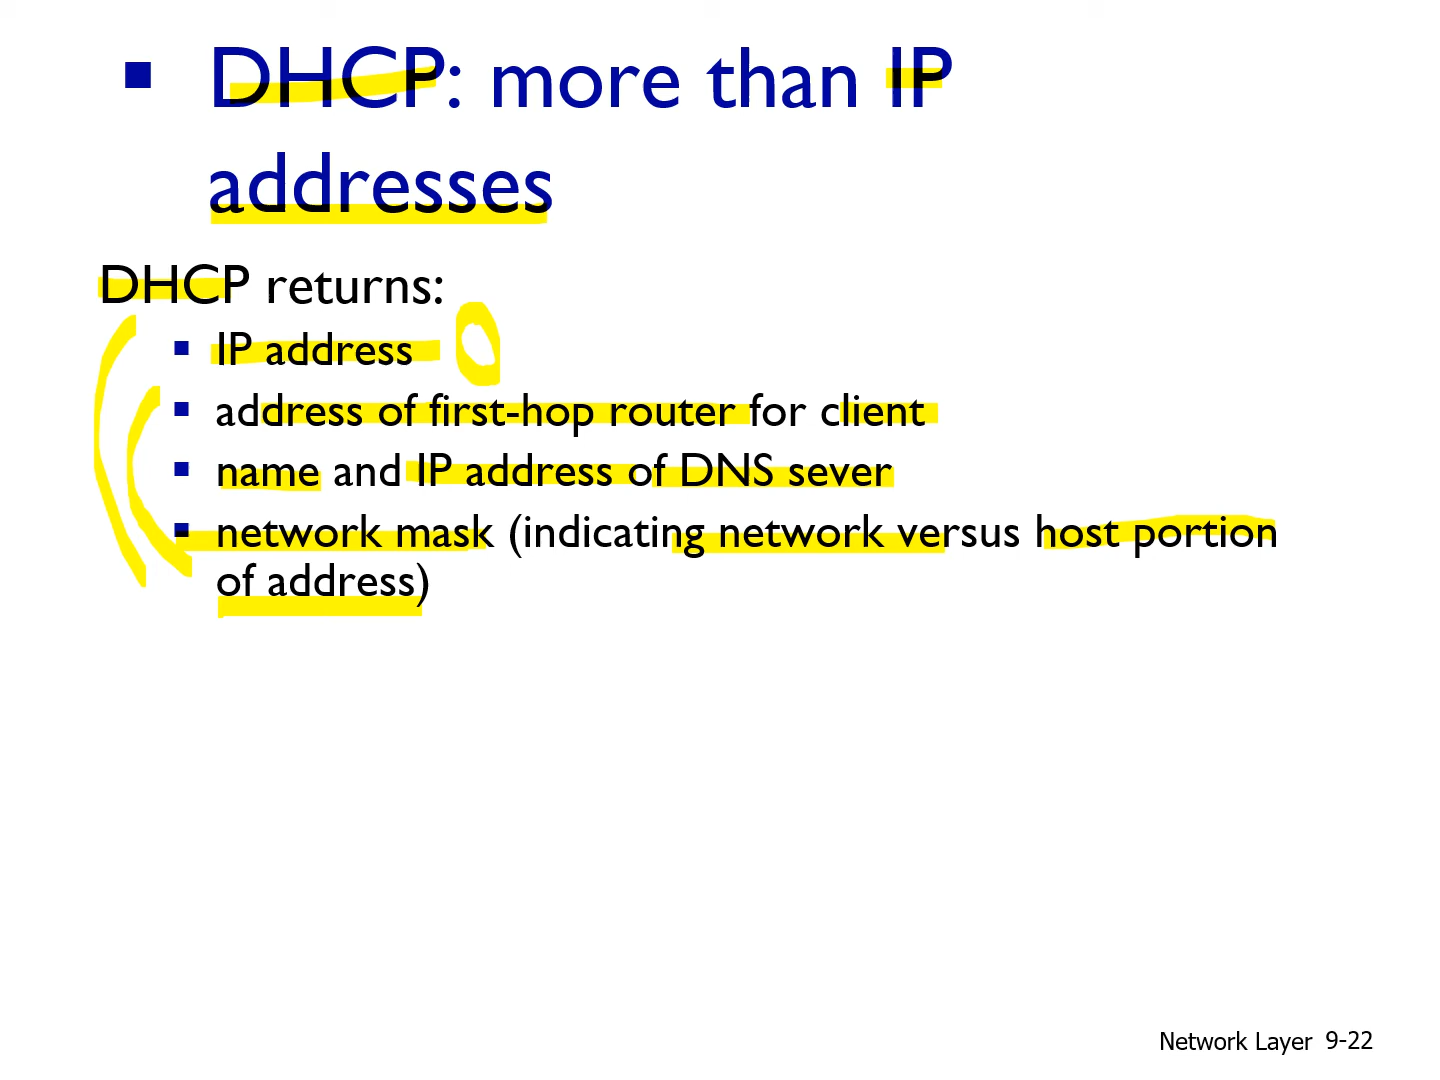 ▪ DHCP: more than IP
addresses
DHCP returns:
▪ IP address
▪ address of first-hop router for client
▪ name and IP address of DNS sever
▪ network mask (indicating network versus host portion
of address)
Network Layer 9-22